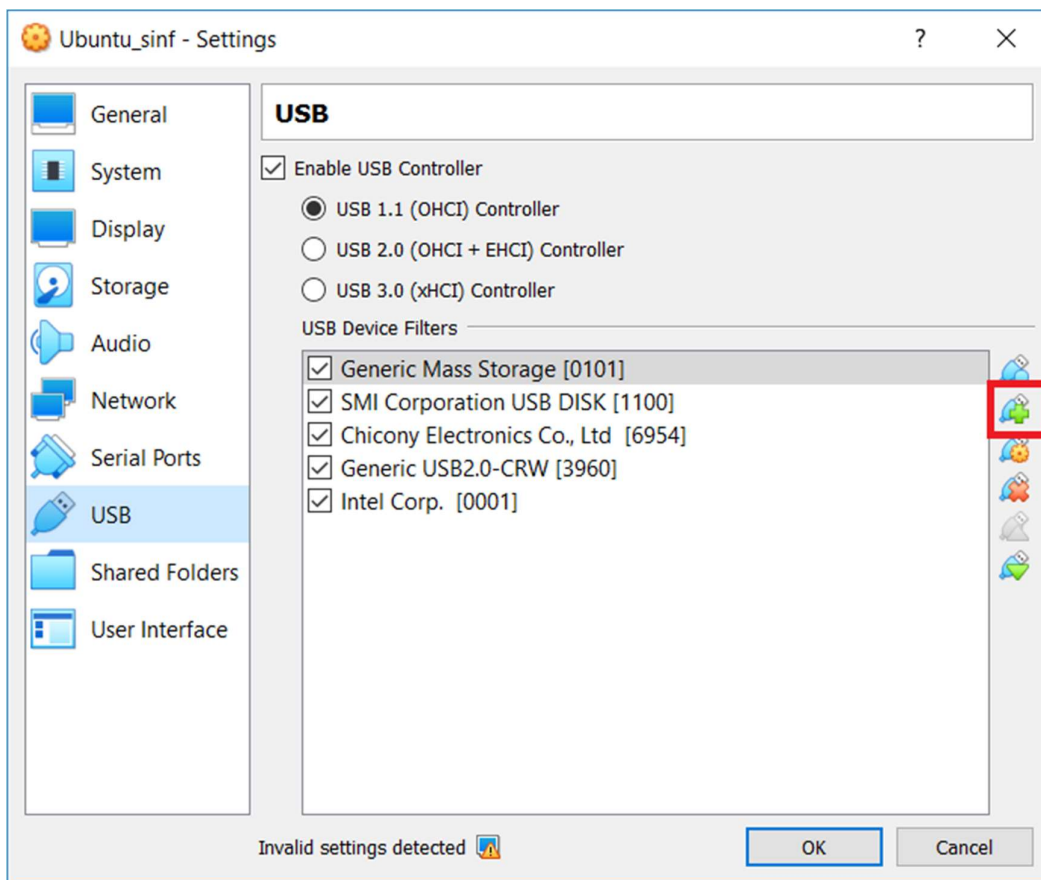 Ubuntu_sinf - Settings
?
General
System
Display
Storage
Audio
Network
Serial Ports
USB
Shared Folders
User Interface
USB
Enable USB Controller
USB 1.1 (OHCI) Controller
USB 2.0 (OHCI + EHCI) Controller
USB 3.0 (xHCI) Controller
USB Device Filters
Generic Mass Storage [0101]
SMI Corporation USB DISK [1100]
Chicony Electronics Co., Ltd  [6954]
Generic USB2.0-CRW [3960]
Intel Corp.  [0001]
Invalid settings detected
OK
Cancel